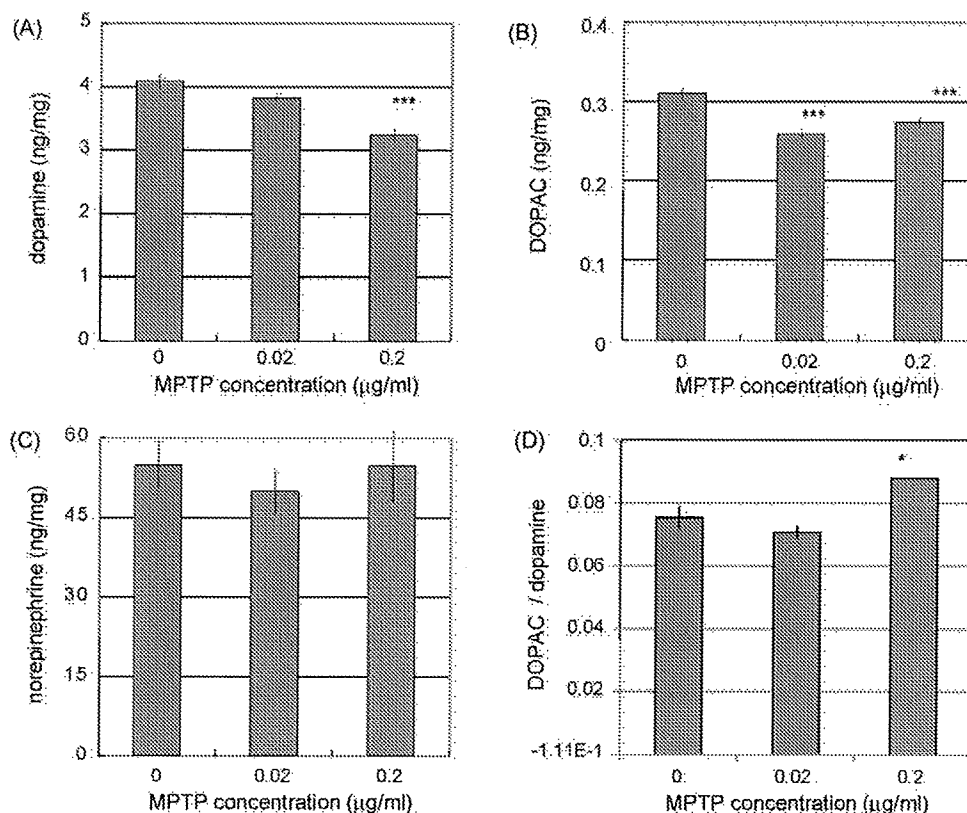 (A)
5
4
3
2
1
0
dopamine (ng/mg)
***
0 0.02 0.2
MPTP concentration (μg/ml)
(B)
0.4
0.3
0.2
0.1
0
DOPAC (ng/mg)
*** ***
0 0.02 0.2
MPTP concentration (μg/ml)
(C)
60
45
30
15
0
norepinephrine (ng/mg)
0 0.02 0.2
MPTP concentration (μg/ml)
(D)
0.1
0.08
0.06
0.04
0.02
-1.11E-1
DOPAC / dopamine
*
0 0.02 0.2
MPTP concentration (μg/ml)